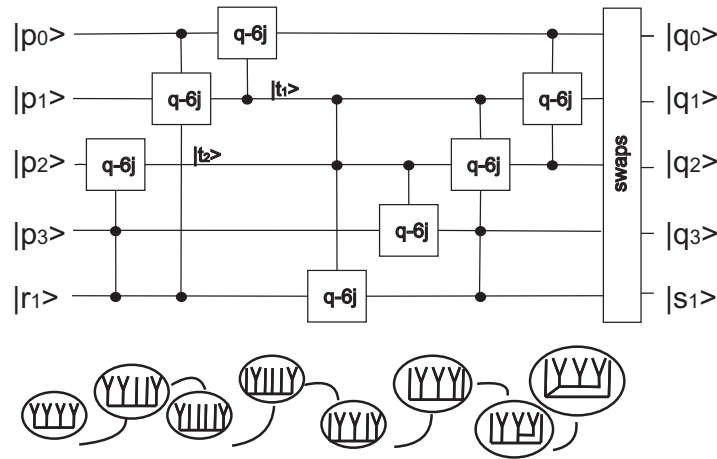 |p0> q-6j |q0>
|p1> q-6j |t1> q-6j |q1>
|p2> q-6j |t2> q-6j |q2>
|p3> q-6j |q3>
|r1> q-6j |s1>
swaps